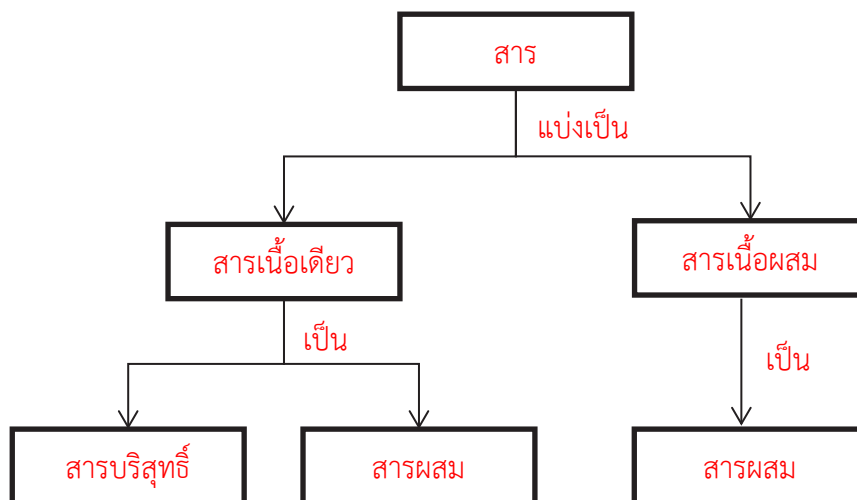 สาร
แบ่งเป็น
สารเนื้อเดียว
สารเนื้อผสม
เป็น
เป็น
สารบริสุทธิ์
สารผสม
สารผสม